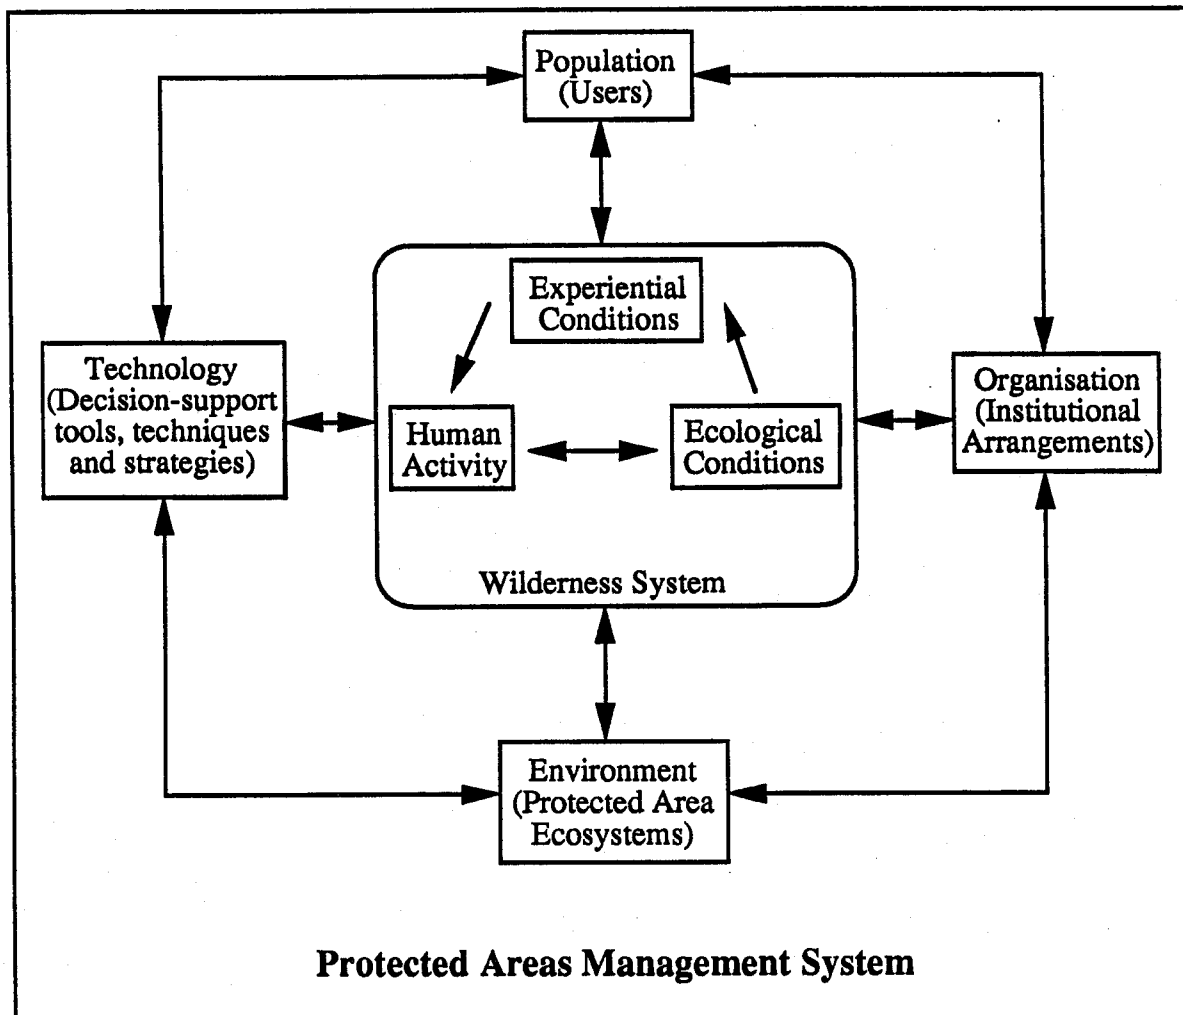 Population
(Users)
Experiential
Conditions
Technology
(Decision-support
tools, techniques
and strategies)
Human
Activity
Ecological
Conditions
Organisation
(Institutional
Arrangements)
Wilderness System
Environment
(Protected Area
Ecosystems)
Protected Areas Management System